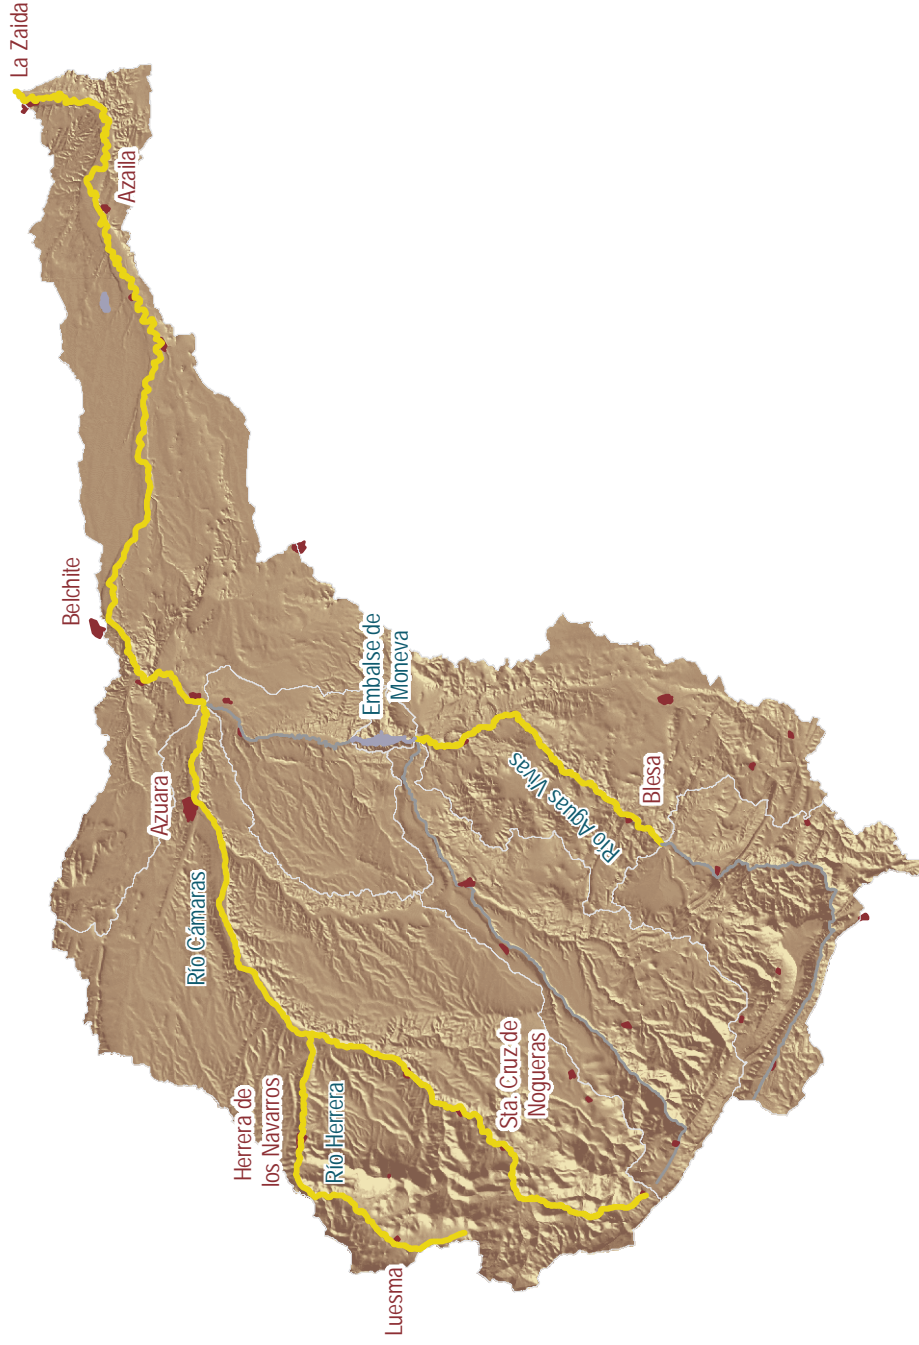 La Zaida
Azaila
Belchite
Embalse de
Moneva
Azuara
Blesa
Río Aguas Vivas
Río Cámaras
Sta. Cruz de
Nogueras
Herrera de
los Navarros
Río Herrera
Luesma